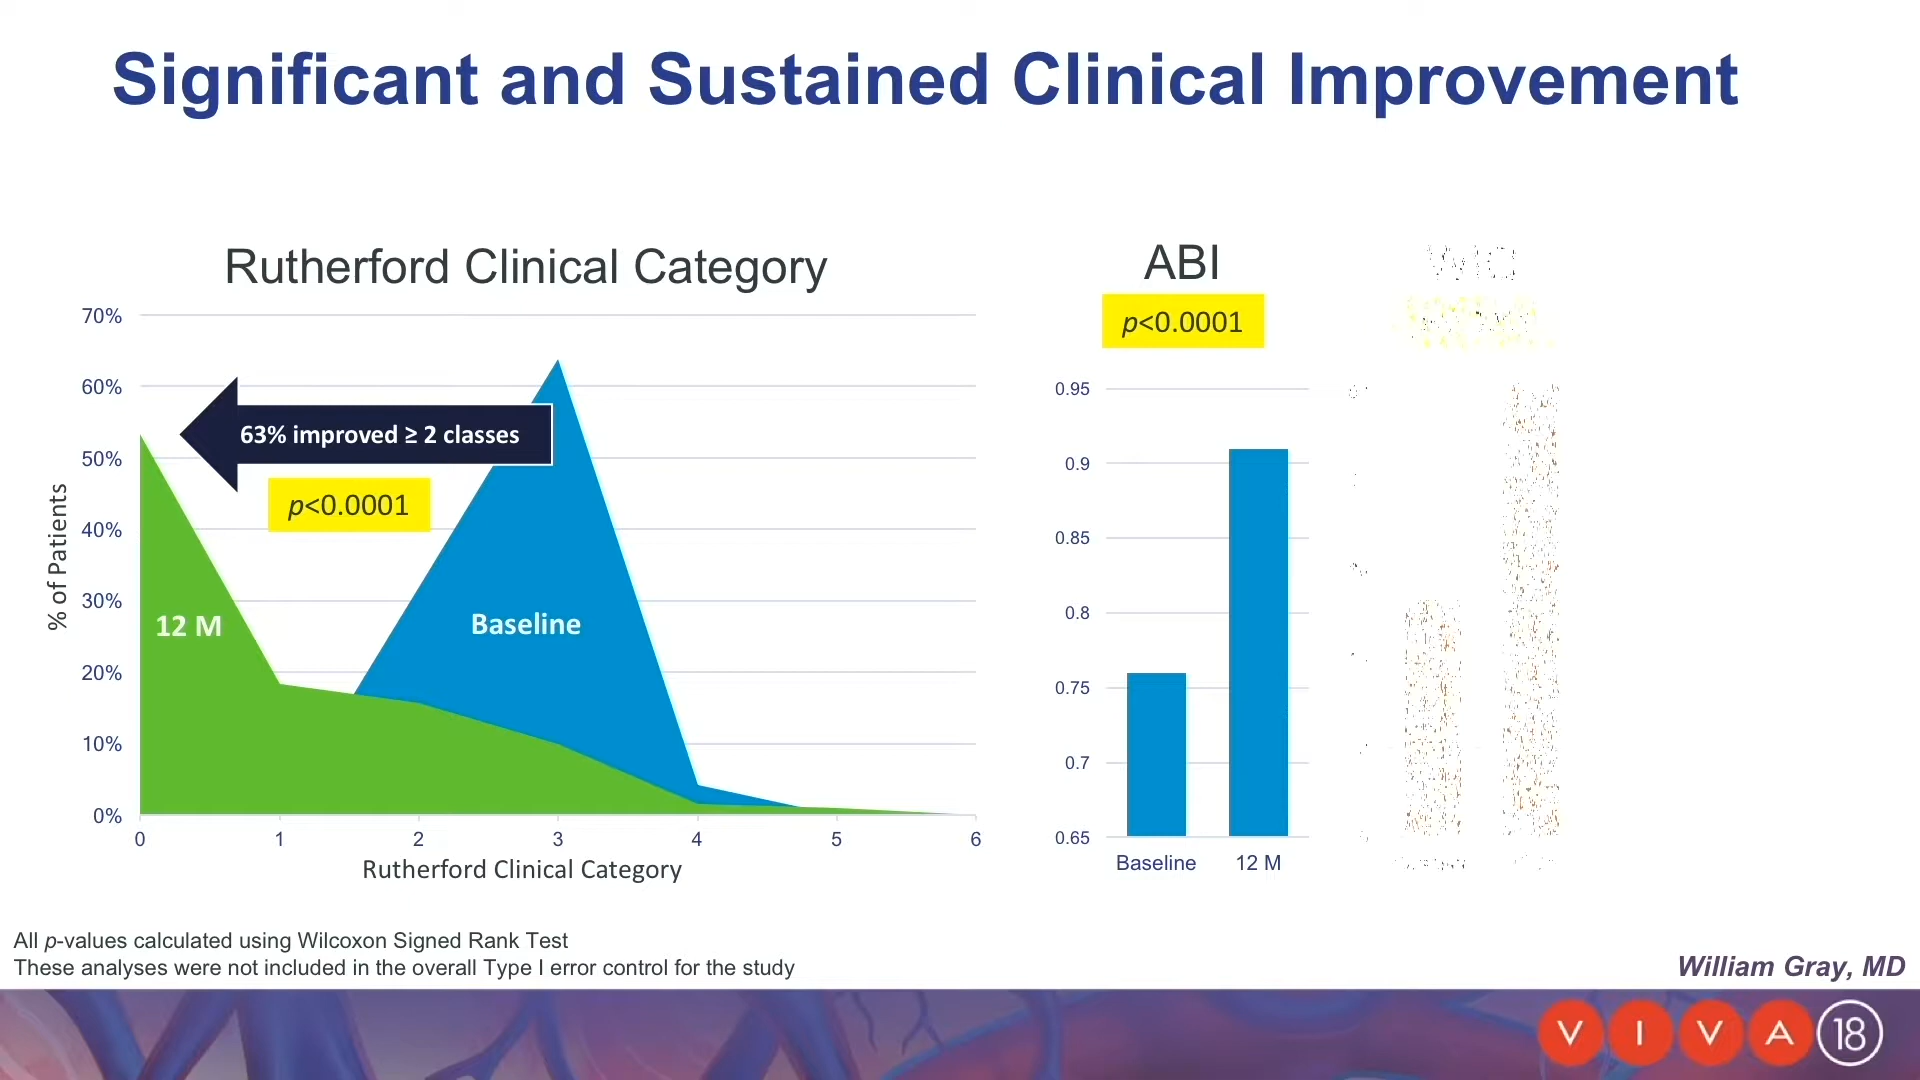 Significant and Sustained Clinical Improvement
Rutherford Clinical Category
70%
60%
50%
40%
30%
20%
10%
0%
% of Patients
63% improved ≥ 2 classes
p<0.0001
12 M
Baseline
0
1
2
3
4
5
6
Rutherford Clinical Category
ABI
p<0.0001
0.95
0.9
0.85
0.8
0.75
0.7
0.65
Baseline
12 M
All p-values calculated using Wilcoxon Signed Rank Test
These analyses were not included in the overall Type I error control for the study
William Gray, MD
VIVA 18